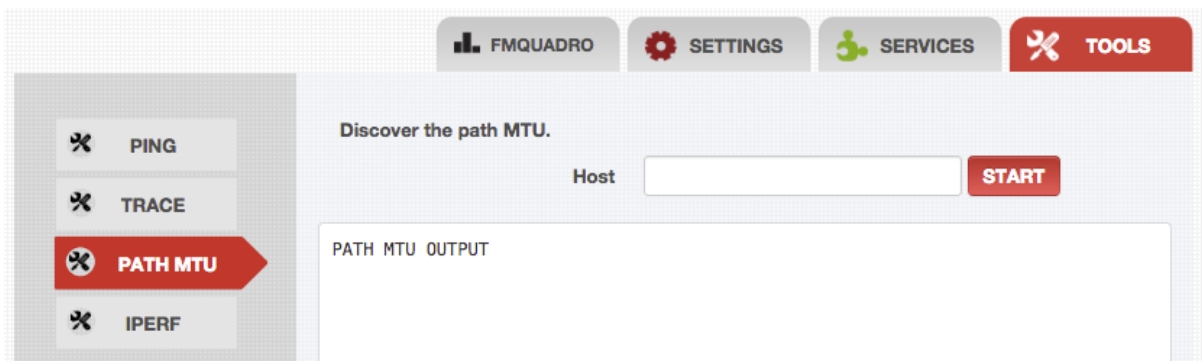 FMQUADRO
SETTINGS
SERVICES
TOOLS
PING
TRACE
PATH MTU
IPERF
Discover the path MTU.
Host
START
PATH MTU OUTPUT